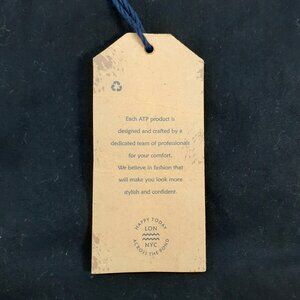 Each ATP product is
designed and crafted by a
dedicated team of professionals
for your comfort.
We believe in fashion that
will make you look more
stylish and confident.
HAPPY TODAY
LON
NYC
ACROSS THE POND